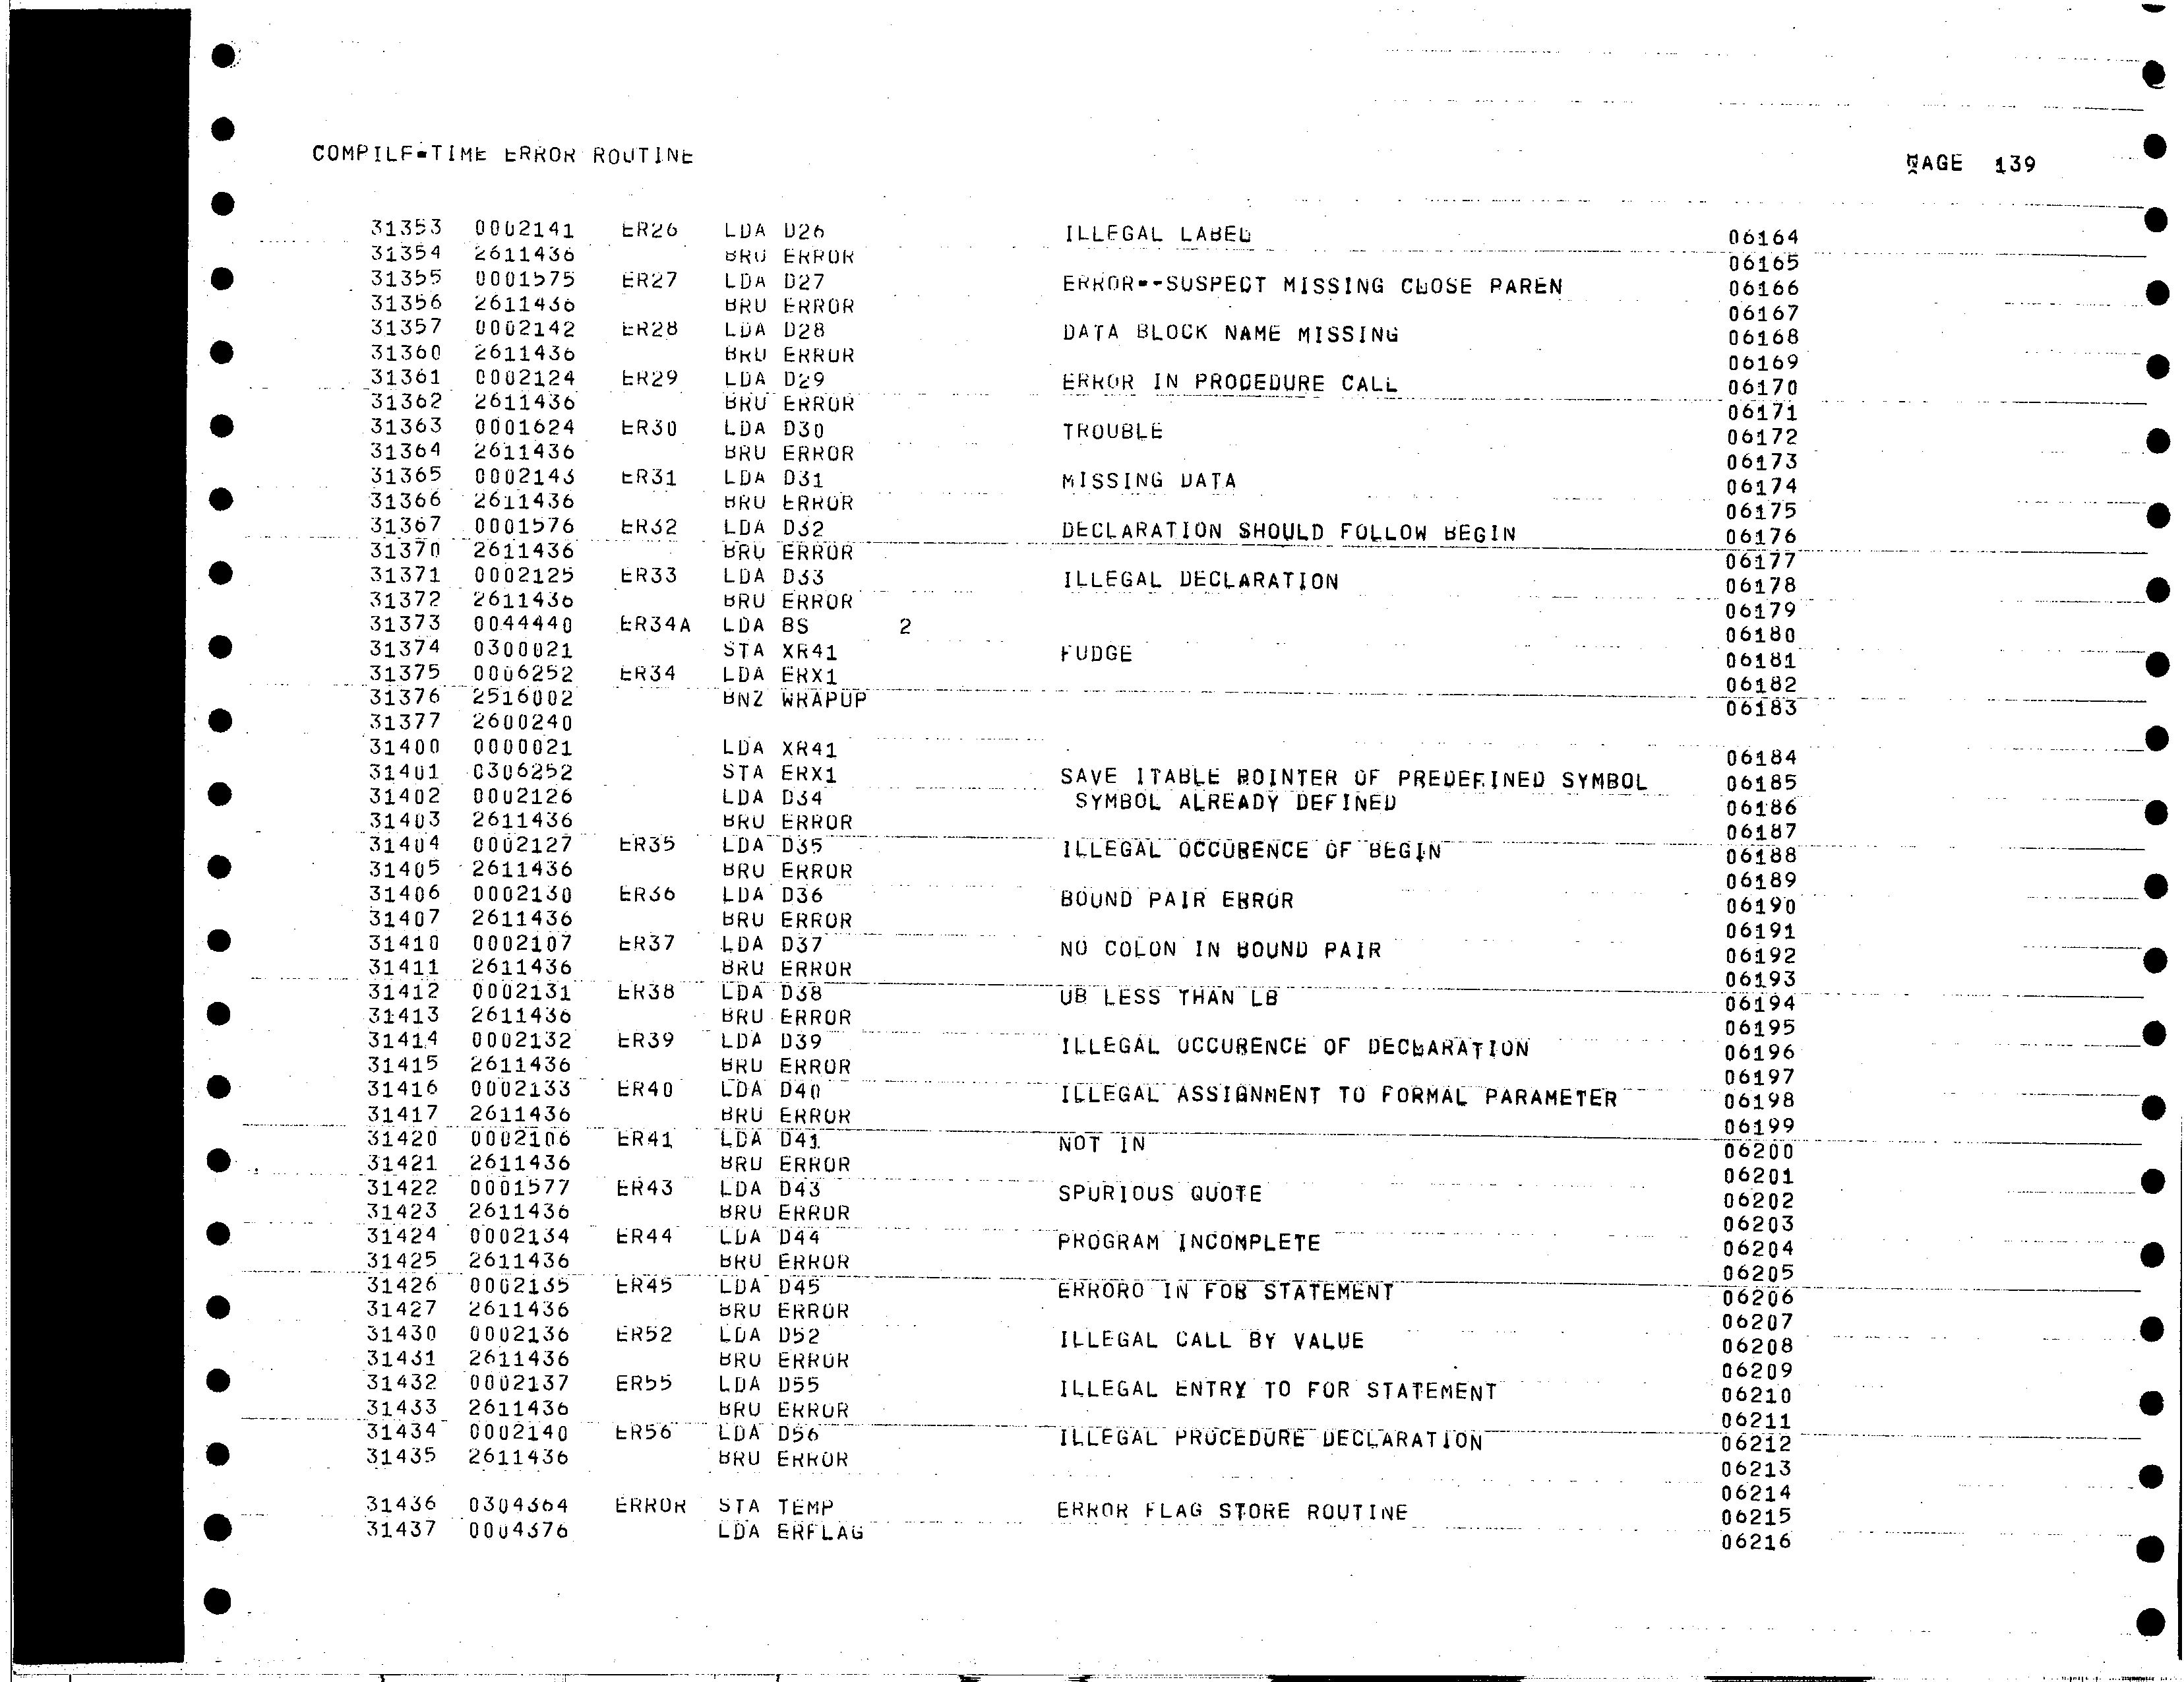 COMPILE-TIME ERROR ROUTINE PAGE 139
31353 0002141 ER26 LDA D26 ILLEGAL LABEL 06164
31354 2611436 BRU ERROR 06165
31355 0001575 ER27 LDA D27 ERROR--SUSPECT MISSING CLOSE PAREN 06166
31356 2611436 BRU ERROR 06167
31357 0002142 ER28 LDA D28 DATA BLOCK NAME MISSING 06168
31360 2611436 BRU ERROR 06169
31361 0002124 ER29 LDA D29 ERROR IN PROCEDURE CALL 06170
31362 2611436 BRU ERROR 06171
31363 0001624 ER30 LDA D30 TROUBLE 06172
31364 2611436 BRU ERROR 06173
31365 0002143 ER31 LDA D31 MISSING DATA 06174
31366 2611436 BRU ERROR 06175
31367 0001576 ER32 LDA D32 DECLARATION SHOULD FOLLOW BEGIN 06176
31370 2611436 BRU ERROR 06177
31371 0002125 ER33 LDA D33 ILLEGAL DECLARATION 06178
31372 2611436 BRU ERROR 06179
31373 0044440 ER34A LDA BS 2 06180
31374 0300021 STA XR41 FUDGE 06181
31375 0006252 ER34 LDA ERX1 06182
31376 2516002 BNZ WRAPUP 06183
31377 2600240
31400 0000021 LDA XR41 06184
31401 0306252 STA ERX1 SAVE ITABLE POINTER OF PREDEFINED SYMBOL 06185
31402 0002126 LDA D34 SYMBOL ALREADY DEFINED 06186
31403 2611436 BRU ERROR 06187
31404 0002127 ER35 LDA D35 ILLEGAL OCCURENCE OF BEGIN 06188
31405 2611436 BRU ERROR 06189
31406 0002130 ER36 LDA D36 BOUND PAIR ERROR 06190
31407 2611436 BRU ERROR 06191
31410 0002107 ER37 LDA D37 NO COLON IN BOUND PAIR 06192
31411 2611436 BRU ERROR 06193
31412 0002131 ER38 LDA D38 UB LESS THAN LB 06194
31413 2611436 BRU ERROR 06195
31414 0002132 ER39 LDA D39 ILLEGAL OCCURENCE OF DECLARATION 06196
31415 2611436 BRU ERROR 06197
31416 0002133 ER40 LDA D40 ILLEGAL ASSIGNMENT TO FORMAL PARAMETER 06198
31417 2611436 BRU ERROR 06199
31420 0002106 ER41 LDA D41 NOT IN 06200
31421 2611436 BRU ERROR 06201
31422 0001577 ER43 LDA D43 SPURIOUS QUOTE 06202
31423 2611436 BRU ERROR 06203
31424 0002134 ER44 LDA D44 PROGRAM INCOMPLETE 06204
31425 2611436 BRU ERROR 06205
31426 0002135 ER45 LDA D45 ERRORO IN FOR STATEMENT 06206
31427 2611436 BRU ERROR 06207
31430 0002136 ER52 LDA D52 ILLEGAL CALL BY VALUE 06208
31431 2611436 BRU ERROR 06209
31432 0002137 ER55 LDA D55 ILLEGAL ENTRY TO FOR STATEMENT 06210
31433 2611436 BRU ERROR 06211
31434 0002140 ER56 LDA D56 ILLEGAL PROCEDURE DECLARATION 06212
31435 2611436 BRU ERROR 06213
06214
31436 0304364 ERROR STA TEMP ERROR FLAG STORE ROUTINE 06215
31437 0004376 LDA ERFLAG 06216